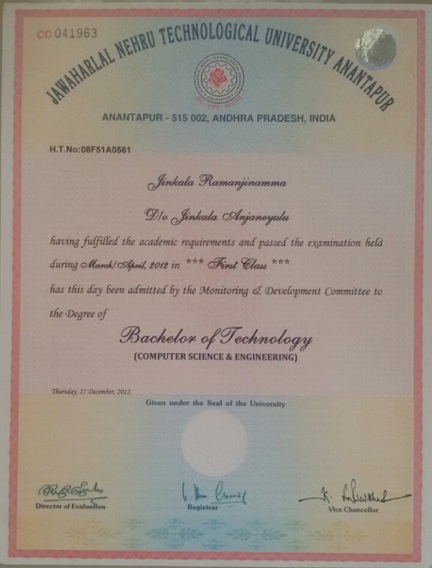 CC 041963
JAWAHARLAL NEHRU TECHNOLOGICAL UNIVERSITY ANANTAPUR
ANANTAPUR - 515 002, ANDHRA PRADESH, INDIA
H.T.No:08F51A0561
Jinkala Ramanjinamma
D/o Jinkala Anjaneyulu
having fulfilled the academic requirements and passed the examination held
during March/April, 2012 in *** First Class ***
has this day been admitted by the Monitoring & Development Committee to
the Degree of
Bachelor of Technology
(COMPUTER SCIENCE & ENGINEERING)
Thursday, 27 December, 2012
Given under the Seal of the University
Director of Evaluation
Registrar
Vice Chancellor